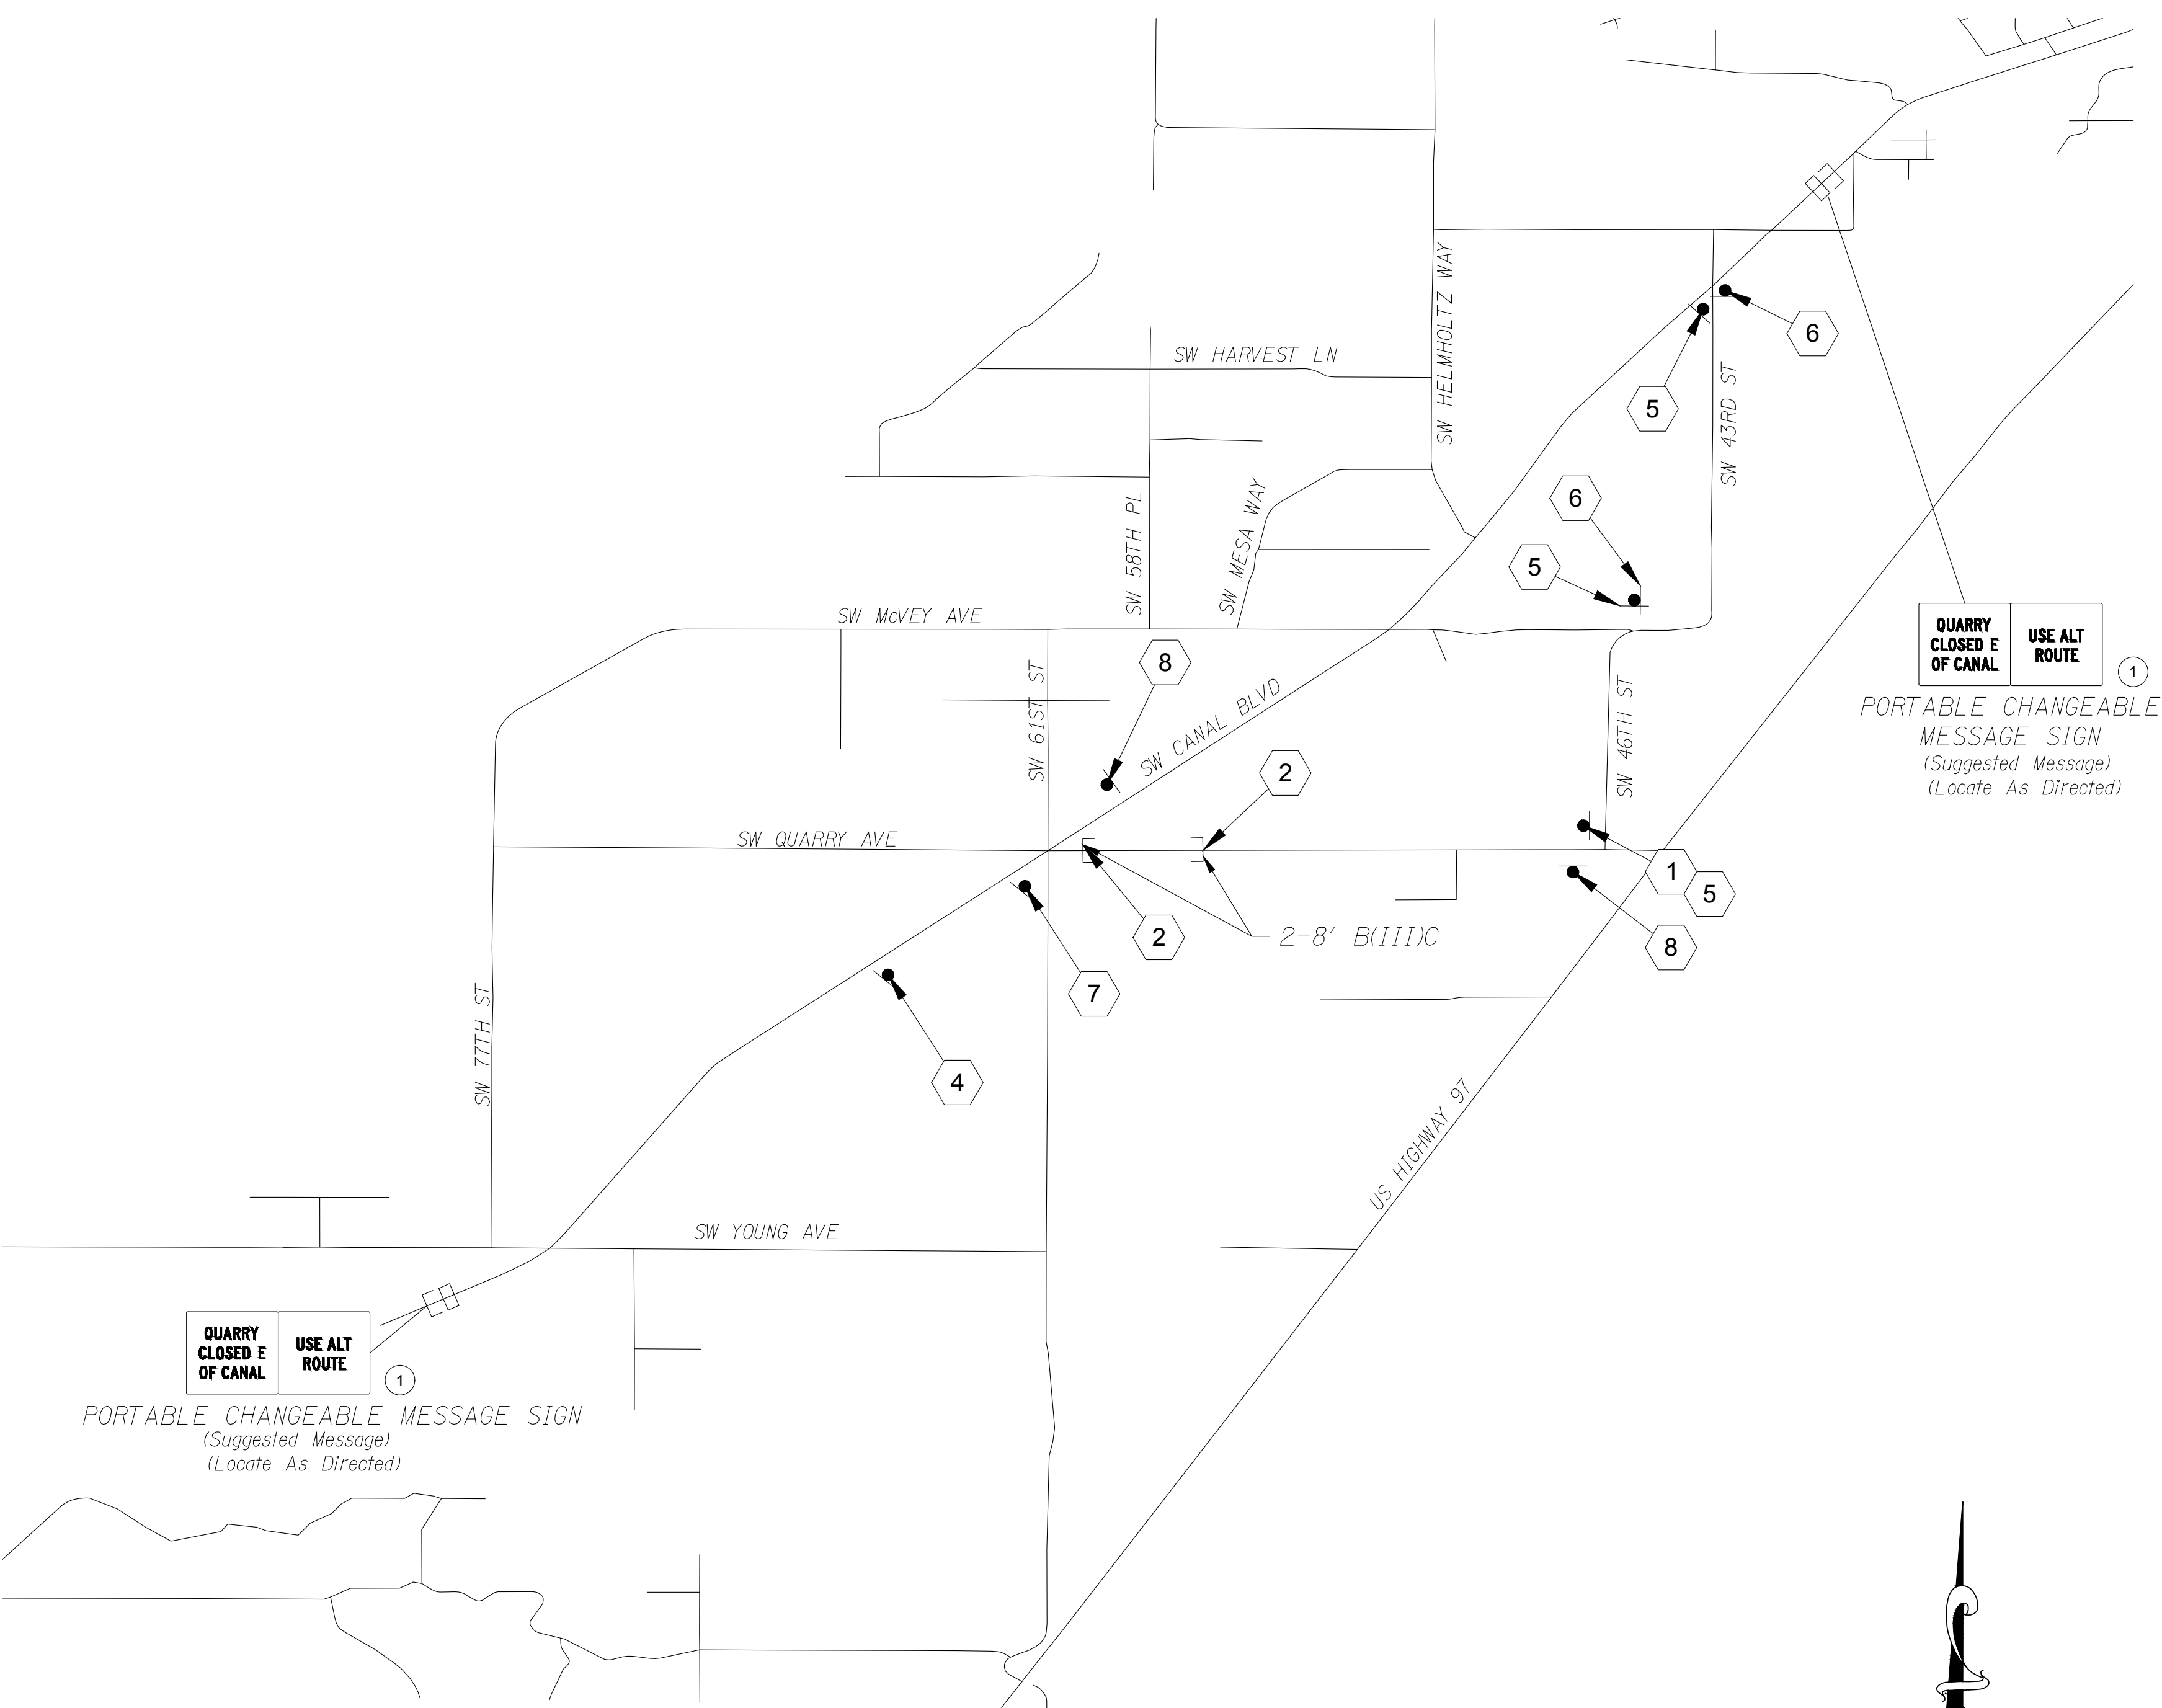 SW HELMHOLTZ WAY
6
SW HARVEST LN
5
SW 43RD ST
SW 58TH PL
SW MESA WAY
6
5
SW McVEY AVE
QUARRY
CLOSED E
OF CANAL
USE ALT
ROUTE
1
PORTABLE CHANGEABLE
MESSAGE SIGN
(Suggested Message)
(Locate As Directed)
8
SW 61ST ST
SW CANAL BLVD
SW 46TH ST
2
SW QUARRY AVE
1
5
2
2-8' B(III)C
8
7
SW 77TH ST
4
US HIGHWAY 97
SW YOUNG AVE
QUARRY
CLOSED E
OF CANAL
USE ALT
ROUTE
1
PORTABLE CHANGEABLE MESSAGE SIGN
(Suggested Message)
(Locate As Directed)